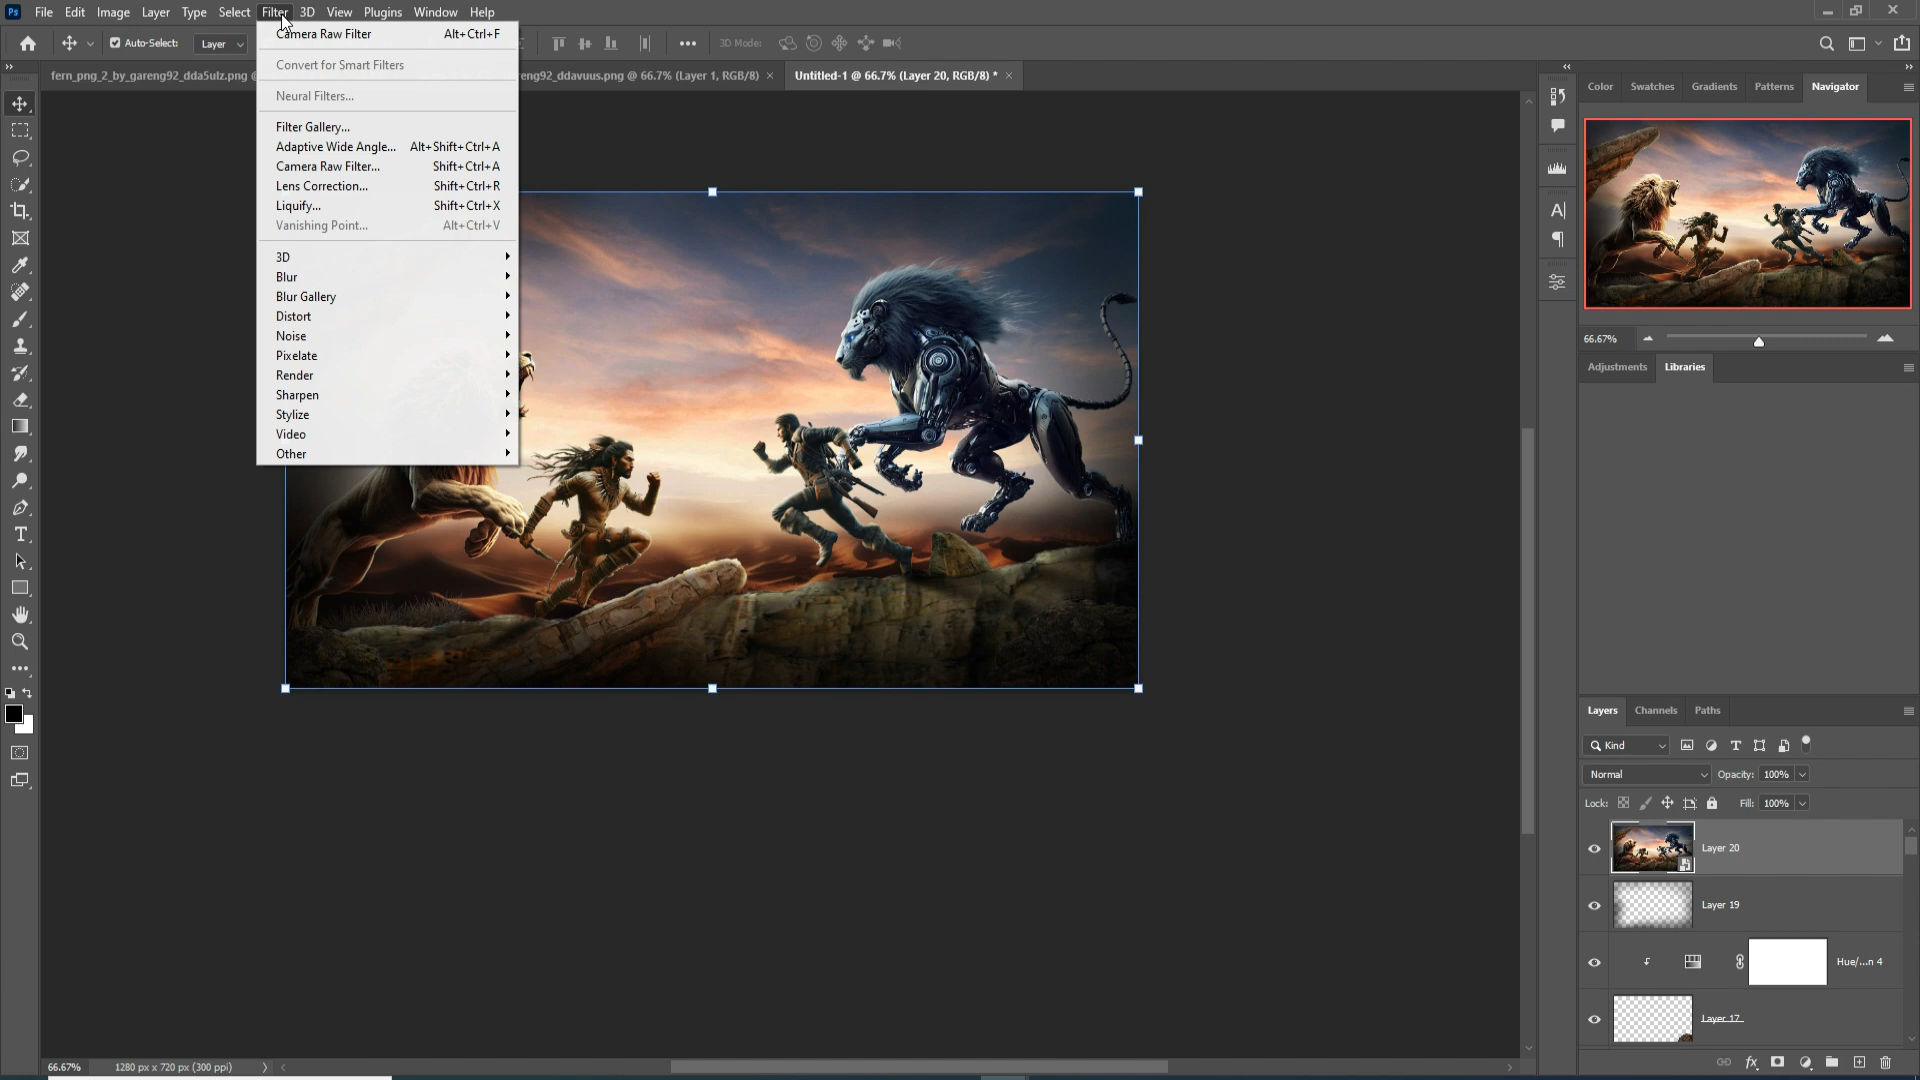 Ps File Edit Image Layer Type Select Filter 3D View Plugins Window Help
Auto-Select: Layer 3D Mode:
fern_png_2_by_gareng92_dda5ulz.png @
eng92_ddavuus.png @ 66.7% (Layer 1, RGB/8) ×
Untitled-1 @ 66.7% (Layer 20, RGB/8) * ×
Camera Raw Filter Alt+Ctrl+F
Convert for Smart Filters
Neural Filters...
Filter Gallery...
Adaptive Wide Angle... Alt+Shift+Ctrl+A
Camera Raw Filter... Shift+Ctrl+A
Lens Correction... Shift+Ctrl+R
Liquify... Shift+Ctrl+X
Vanishing Point... Alt+Ctrl+V
3D
Blur
Blur Gallery
Distort
Noise
Pixelate
Render
Sharpen
Stylize
Video
Other
Color Swatches Gradients Patterns Navigator
66.67%
Adjustments Libraries
Layers Channels Paths
Kind
Normal Opacity: 100%
Lock: Fill: 100%
Layer 20
Layer 19
Hue/...n 4
Layer 17
fx
66.67% 1280 px x 720 px (300 ppi)